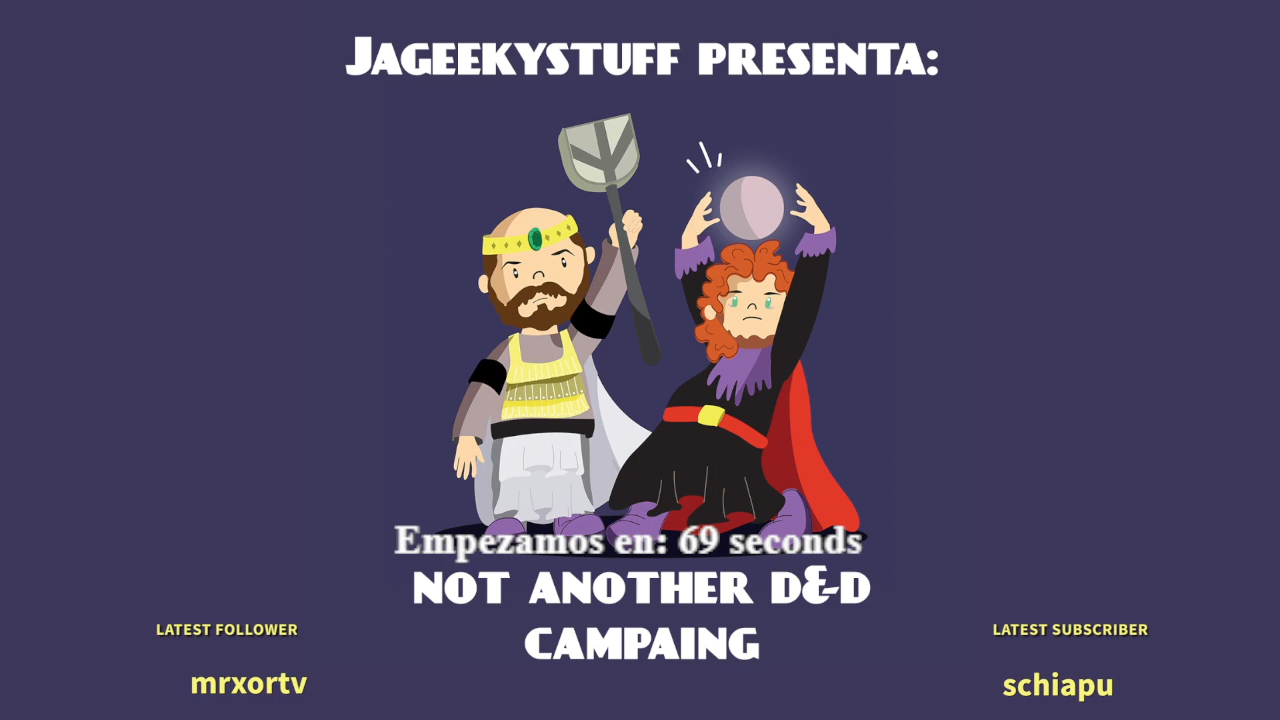 JAGEEKYSTUFF PRESENTA:
Empezamos en: 69 seconds
NOT ANOTHER D&D
CAMPAING
LATEST FOLLOWER
mrxortv
LATEST SUBSCRIBER
schiapu